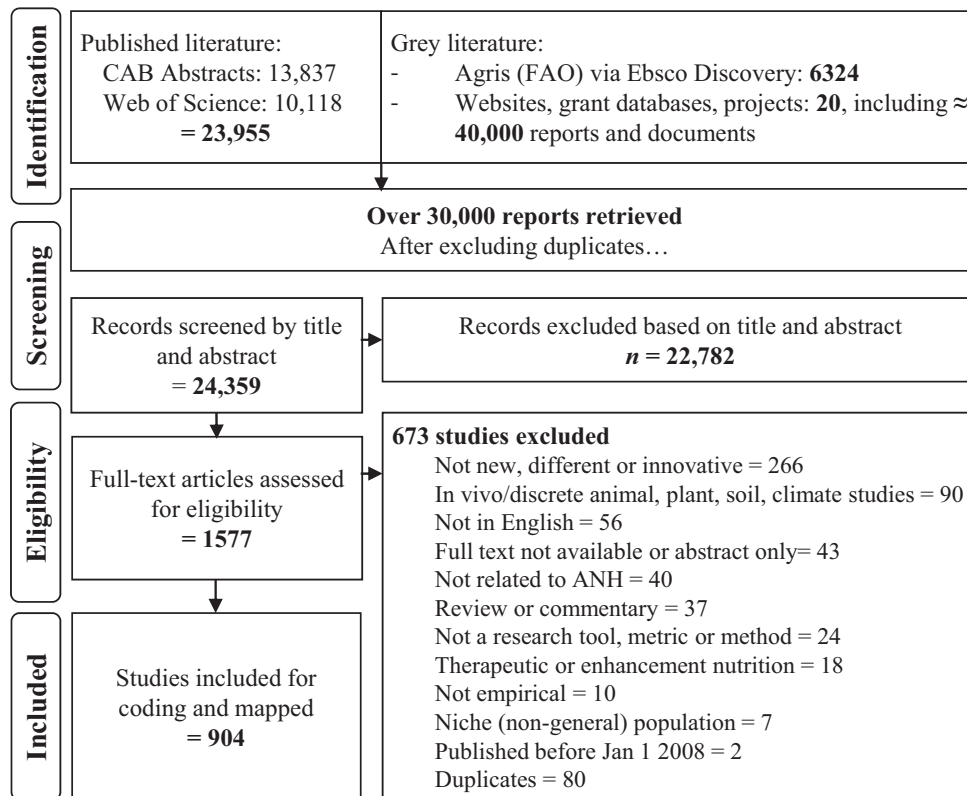 Identification
Published literature:
CAB Abstracts: 13,837
Web of Science: 10,118
= 23,955
Grey literature:
- Agris (FAO) via Ebsco Discovery: 6324
- Websites, grant databases, projects: 20, including ≈
40,000 reports and documents
Over 30,000 reports retrieved
After excluding duplicates…
Screening
Records screened by title
and abstract
= 24,359
Records excluded based on title and abstract
n = 22,782
Eligibility
Full-text articles assessed
for eligibility
= 1577
673 studies excluded
Not new, different or innovative = 266
In vivo/discrete animal, plant, soil, climate studies = 90
Not in English = 56
Full text not available or abstract only= 43
Not related to ANH = 40
Review or commentary = 37
Not a research tool, metric or method = 24
Therapeutic or enhancement nutrition = 18
Not empirical = 10
Niche (non-general) population = 7
Published before Jan 1 2008 = 2
Duplicates = 80
Included
Studies included for
coding and mapped
= 904